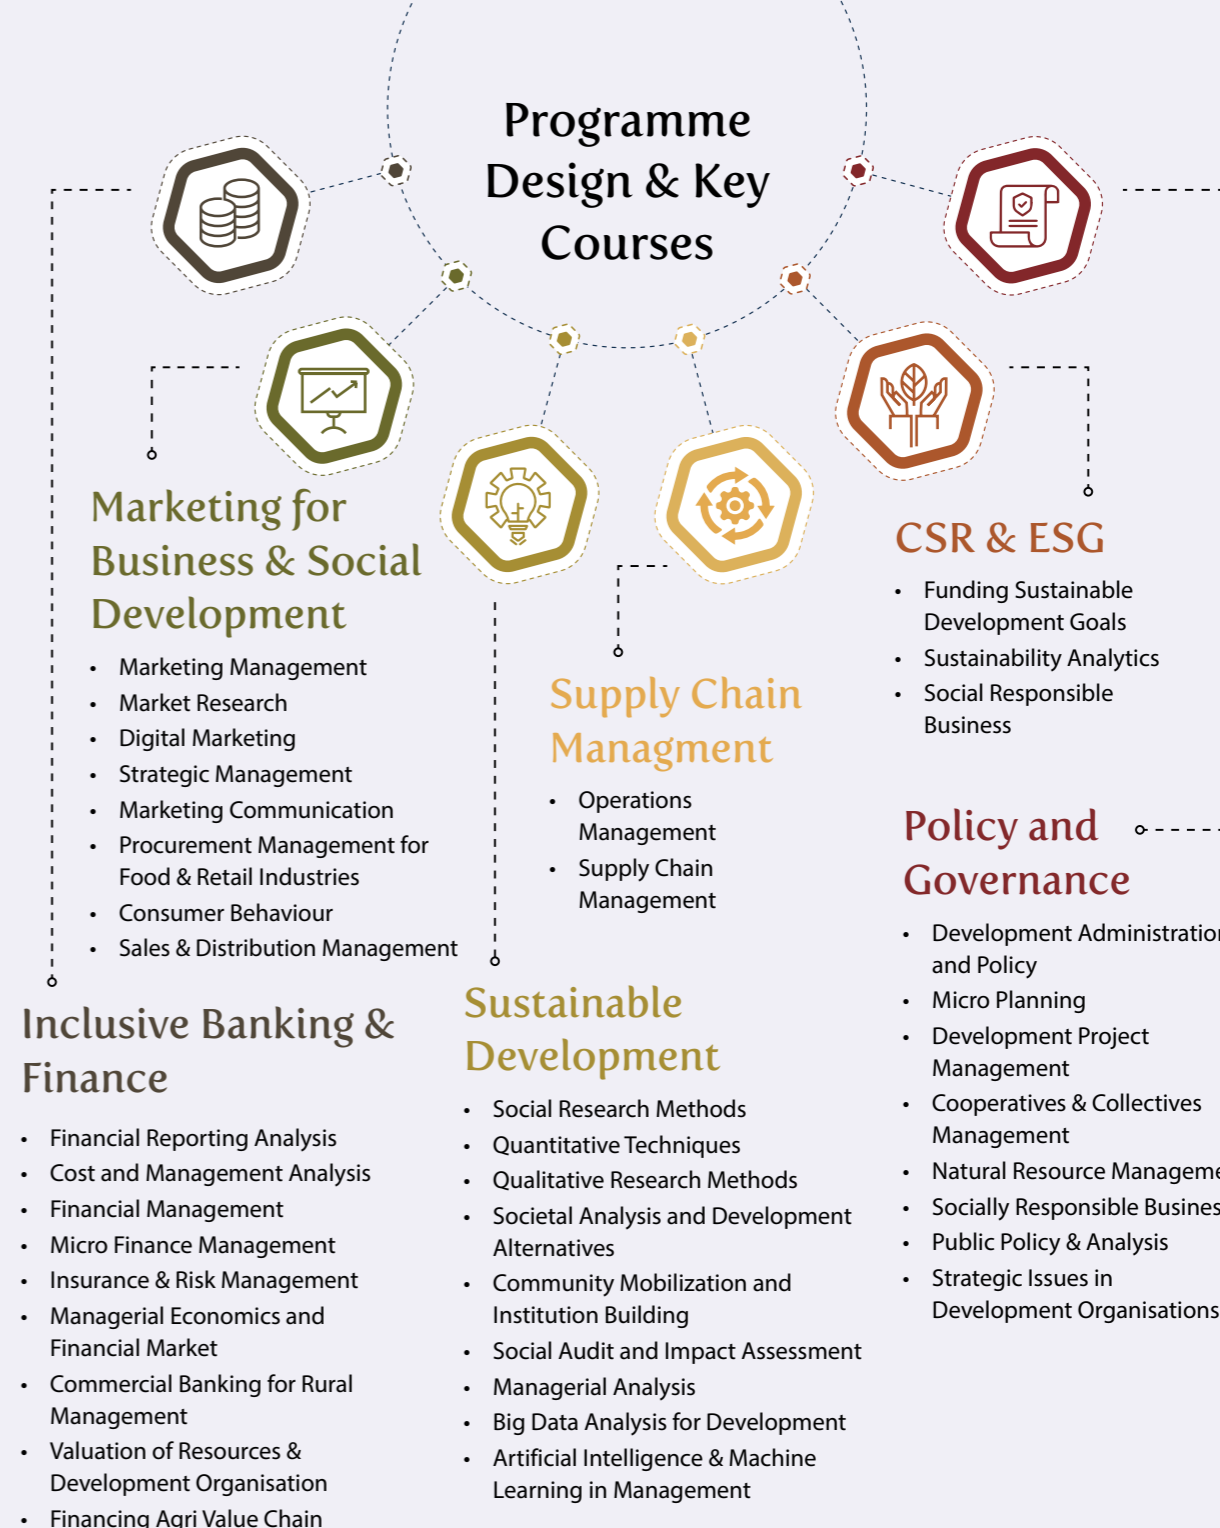 Programme
Design & Key
Courses
Marketing for
Business & Social
Development
• Marketing Management
• Market Research
• Digital Marketing
• Strategic Management
• Marketing Communication
• Procurement Management for
Food & Retail Industries
• Consumer Behaviour
• Sales & Distribution Management
Inclusive Banking &
Finance
• Financial Reporting Analysis
• Cost and Management Analysis
• Financial Management
• Micro Finance Management
• Insurance & Risk Management
• Managerial Economics and
Financial Market
• Commercial Banking for Rural
Management
• Valuation of Resources &
Development Organisation
• Financing Agri Value Chain
Supply Chain
Managment
• Operations
Management
• Supply Chain
Management
Sustainable
Development
• Social Research Methods
• Quantitative Techniques
• Qualitative Research Methods
• Societal Analysis and Development
Alternatives
• Community Mobilization and
Institution Building
• Social Audit and Impact Assessment
• Managerial Analysis
• Big Data Analysis for Development
• Artificial Intelligence & Machine
Learning in Management
CSR & ESG
• Funding Sustainable
Development Goals
• Sustainability Analytics
• Social Responsible
Business
Policy and
Governance
• Development Administration
and Policy
• Micro Planning
• Development Project
Management
• Cooperatives & Collectives
Management
• Natural Resource Manageme
• Socially Responsible Busines
• Public Policy & Analysis
• Strategic Issues in
Development Organisations